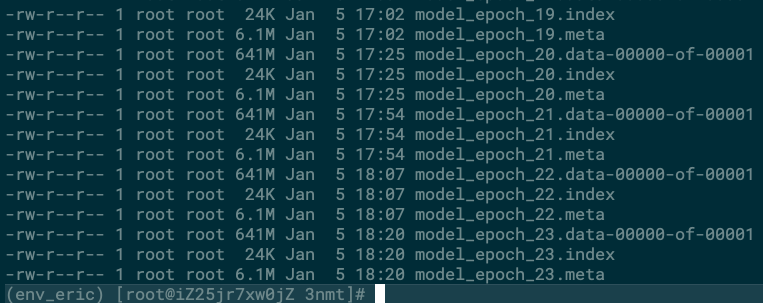 -rw-r--r-- 1 root root  24K Jan  5 17:02 model_epoch_19.index
-rw-r--r-- 1 root root 6.1M Jan  5 17:02 model_epoch_19.meta
-rw-r--r-- 1 root root 641M Jan  5 17:25 model_epoch_20.data-00000-of-00001
-rw-r--r-- 1 root root  24K Jan  5 17:25 model_epoch_20.index
-rw-r--r-- 1 root root 6.1M Jan  5 17:25 model_epoch_20.meta
-rw-r--r-- 1 root root 641M Jan  5 17:54 model_epoch_21.data-00000-of-00001
-rw-r--r-- 1 root root  24K Jan  5 17:54 model_epoch_21.index
-rw-r--r-- 1 root root 6.1M Jan  5 17:54 model_epoch_21.meta
-rw-r--r-- 1 root root 641M Jan  5 18:07 model_epoch_22.data-00000-of-00001
-rw-r--r-- 1 root root  24K Jan  5 18:07 model_epoch_22.index
-rw-r--r-- 1 root root 6.1M Jan  5 18:07 model_epoch_22.meta
-rw-r--r-- 1 root root 641M Jan  5 18:20 model_epoch_23.data-00000-of-00001
-rw-r--r-- 1 root root  24K Jan  5 18:20 model_epoch_23.index
-rw-r--r-- 1 root root 6.1M Jan  5 18:20 model_epoch_23.meta
(env_eric) [root@iZ25jr7xw0jZ 3nmt]#